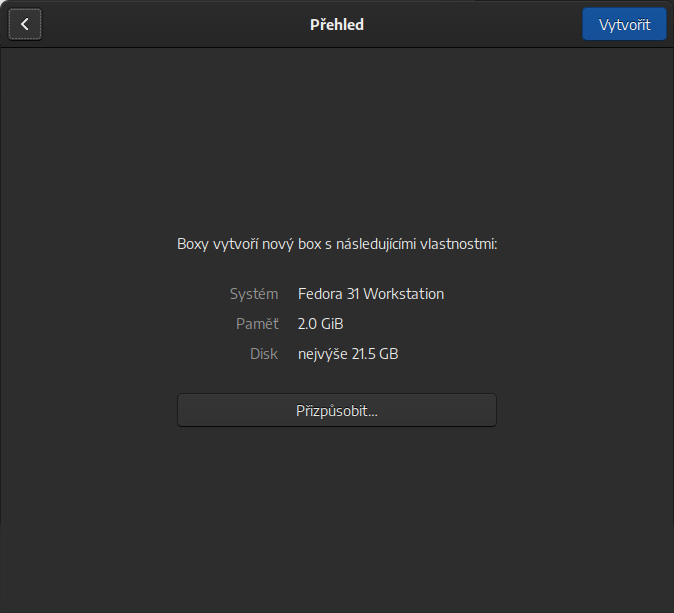 Přehled
Vytvořit
Boxy vytvoří nový box s následujícími vlastnostmi:
Systém Fedora 31 Workstation
Paměť 2.0 GiB
Disk nejvýše 21.5 GB
Přizpůsobit…